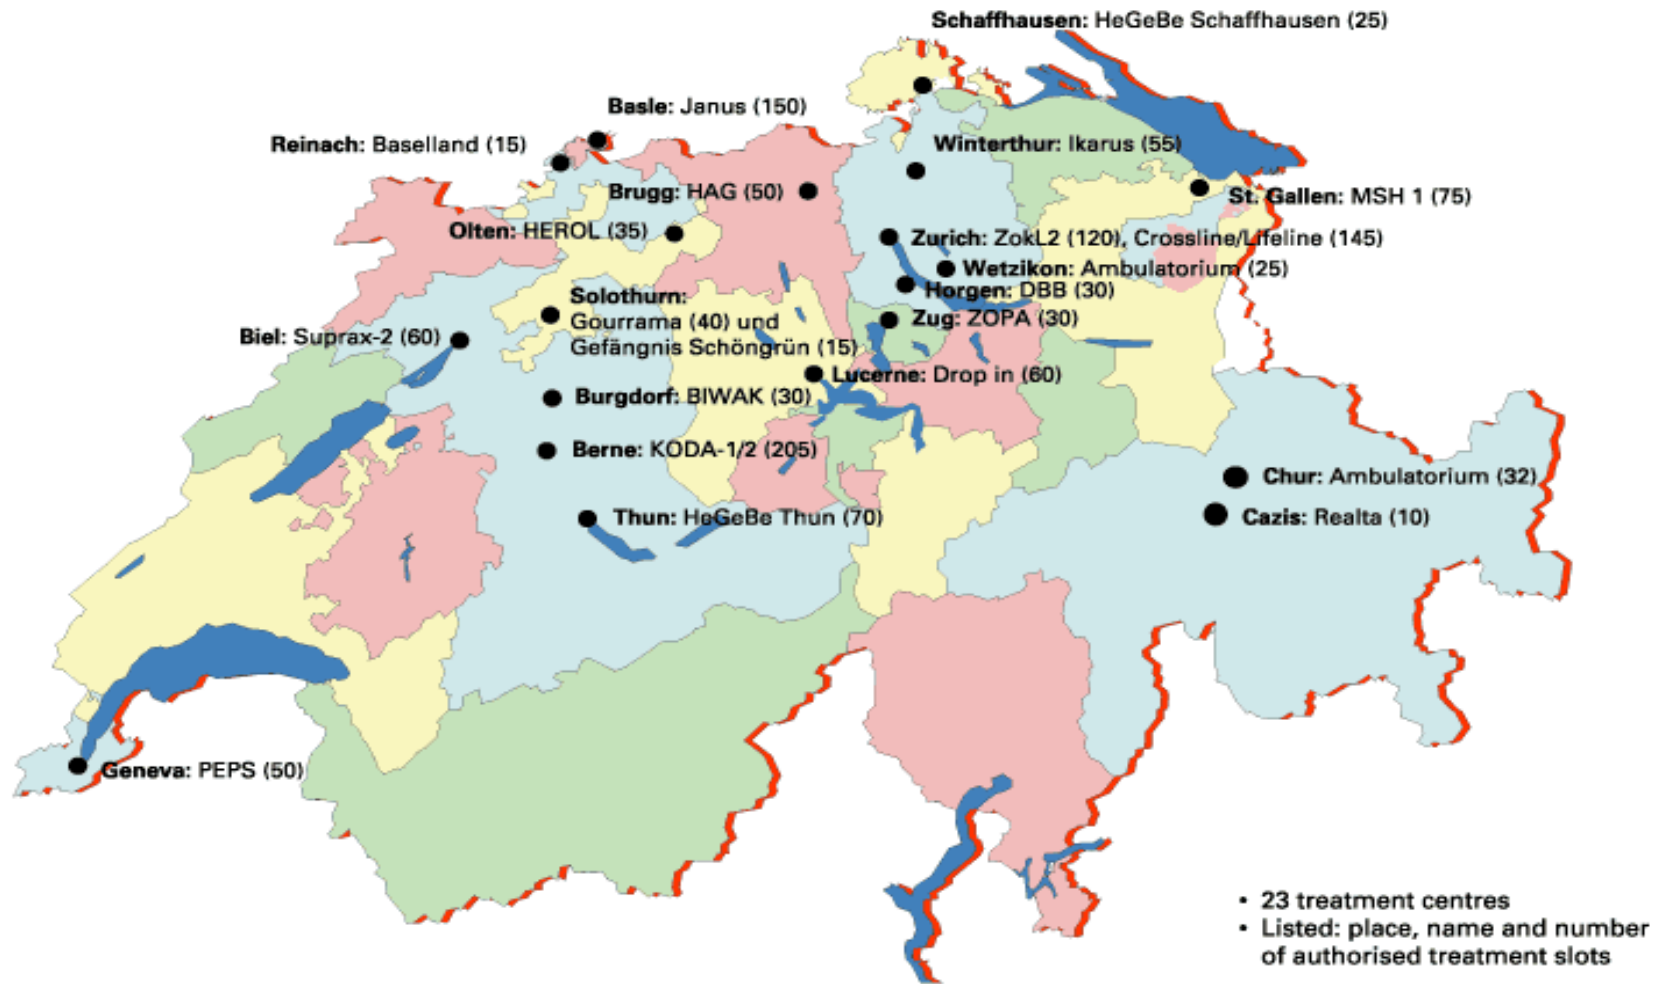 Schaffhausen: HeGeBe Schaffhausen (25)
Basle: Janus (150)
Reinach: Baselland (15)
Winterthur: Ikarus (55)
Brugg: HAG (50)
St. Gallen: MSH 1 (75)
Olten: HEROL (35)
Zurich: ZokL2 (120), Crossline/Lifeline (145)
Wetzikon: Ambulatorium (25)
Horgen: DBB (30)
Solothurn:
Gourrama (40) und
Gefängnis Schöngrün (15)
Zug: ZOPA (30)
Biel: Suprax-2 (60)
Lucerne: Drop in (60)
Burgdorf: BIWAK (30)
Berne: KODA-1/2 (205)
Chur: Ambulatorium (32)
Cazis: Realta (10)
Thun: HeGeBe Thun (70)
Geneva: PEPS (50)
• 23 treatment centres
• Listed: place, name and number
of authorised treatment slots